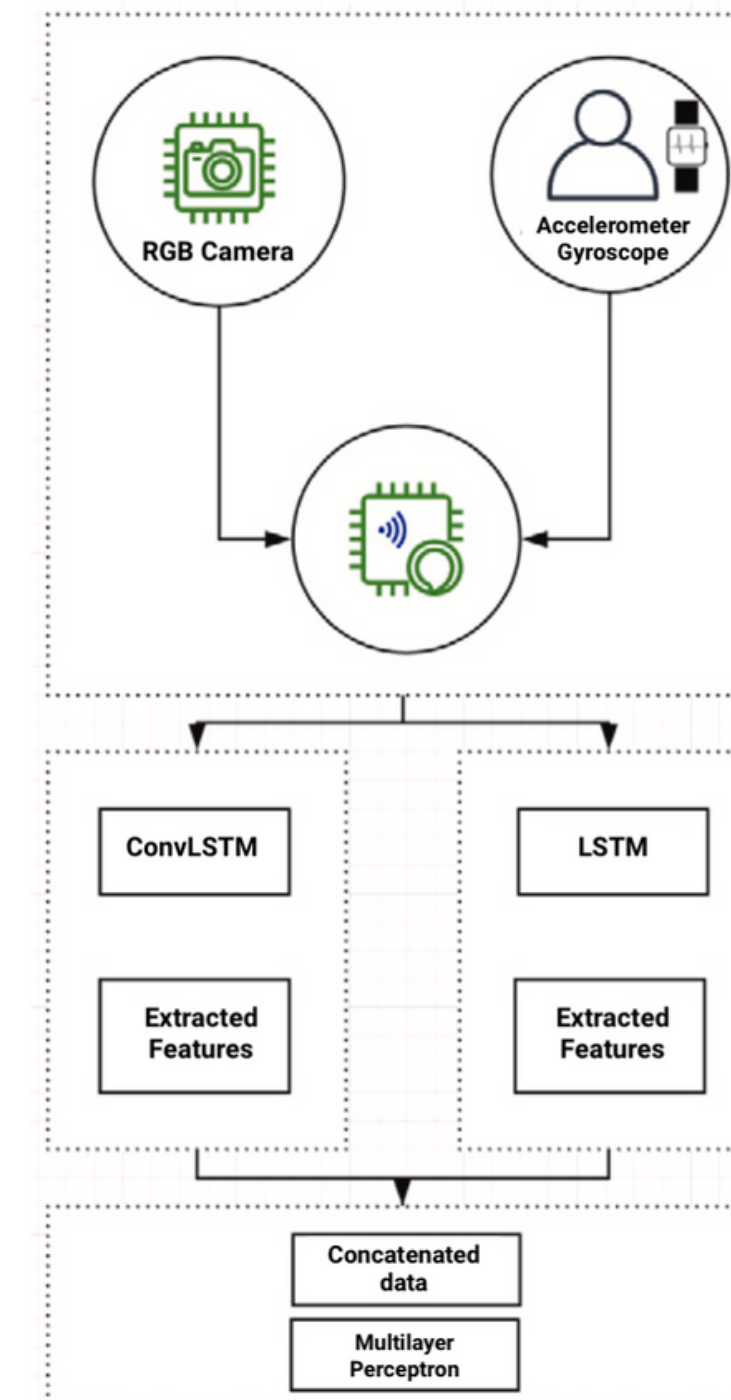 RGB Camera
Accelerometer
Gyroscope
ConvLSTM
LSTM
Extracted
Features
Extracted
Features
Concatenated
data
Multilayer
Perceptron